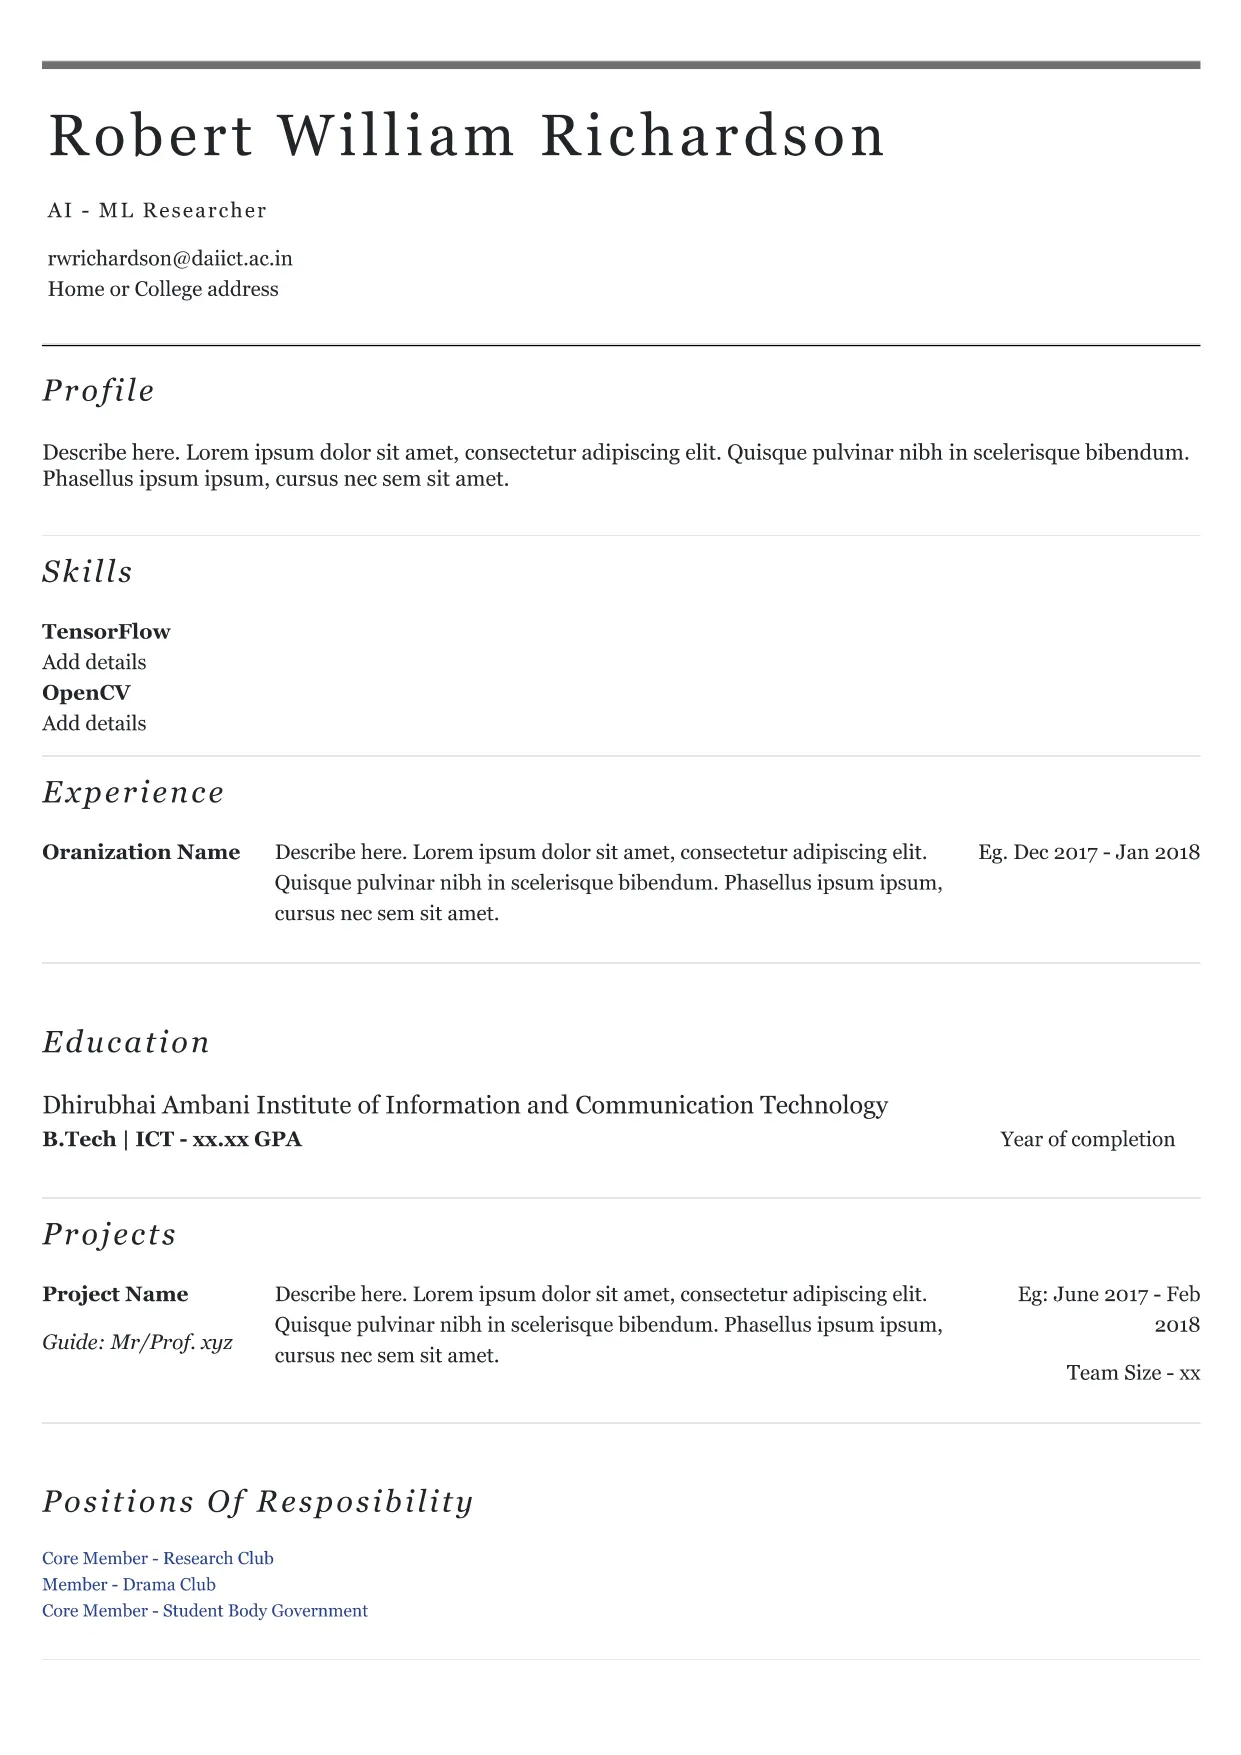 Robert William Richardson
AI - ML Researcher
rwrichardson@daiict.ac.in
Home or College address
Profile
Describe here. Lorem ipsum dolor sit amet, consectetur adipiscing elit. Quisque pulvinar nibh in scelerisque bibendum.
Phasellus ipsum ipsum, cursus nec sem sit amet.
Skills
TensorFlow
Add details
OpenCV
Add details
Experience
Oranization Name
Describe here. Lorem ipsum dolor sit amet, consectetur adipiscing elit.
Quisque pulvinar nibh in scelerisque bibendum. Phasellus ipsum ipsum,
cursus nec sem sit amet.
Eg. Dec 2017 - Jan 2018
Education
Dhirubhai Ambani Institute of Information and Communication Technology
B.Tech | ICT - xx.xx GPA
Year of completion
Projects
Project Name
Guide: Mr/Prof. xyz
Describe here. Lorem ipsum dolor sit amet, consectetur adipiscing elit.
Quisque pulvinar nibh in scelerisque bibendum. Phasellus ipsum ipsum,
cursus nec sem sit amet.
Eg: June 2017 - Feb
2018
Team Size - xx
Positions Of Resposibility
Core Member - Research Club
Member - Drama Club
Core Member - Student Body Government